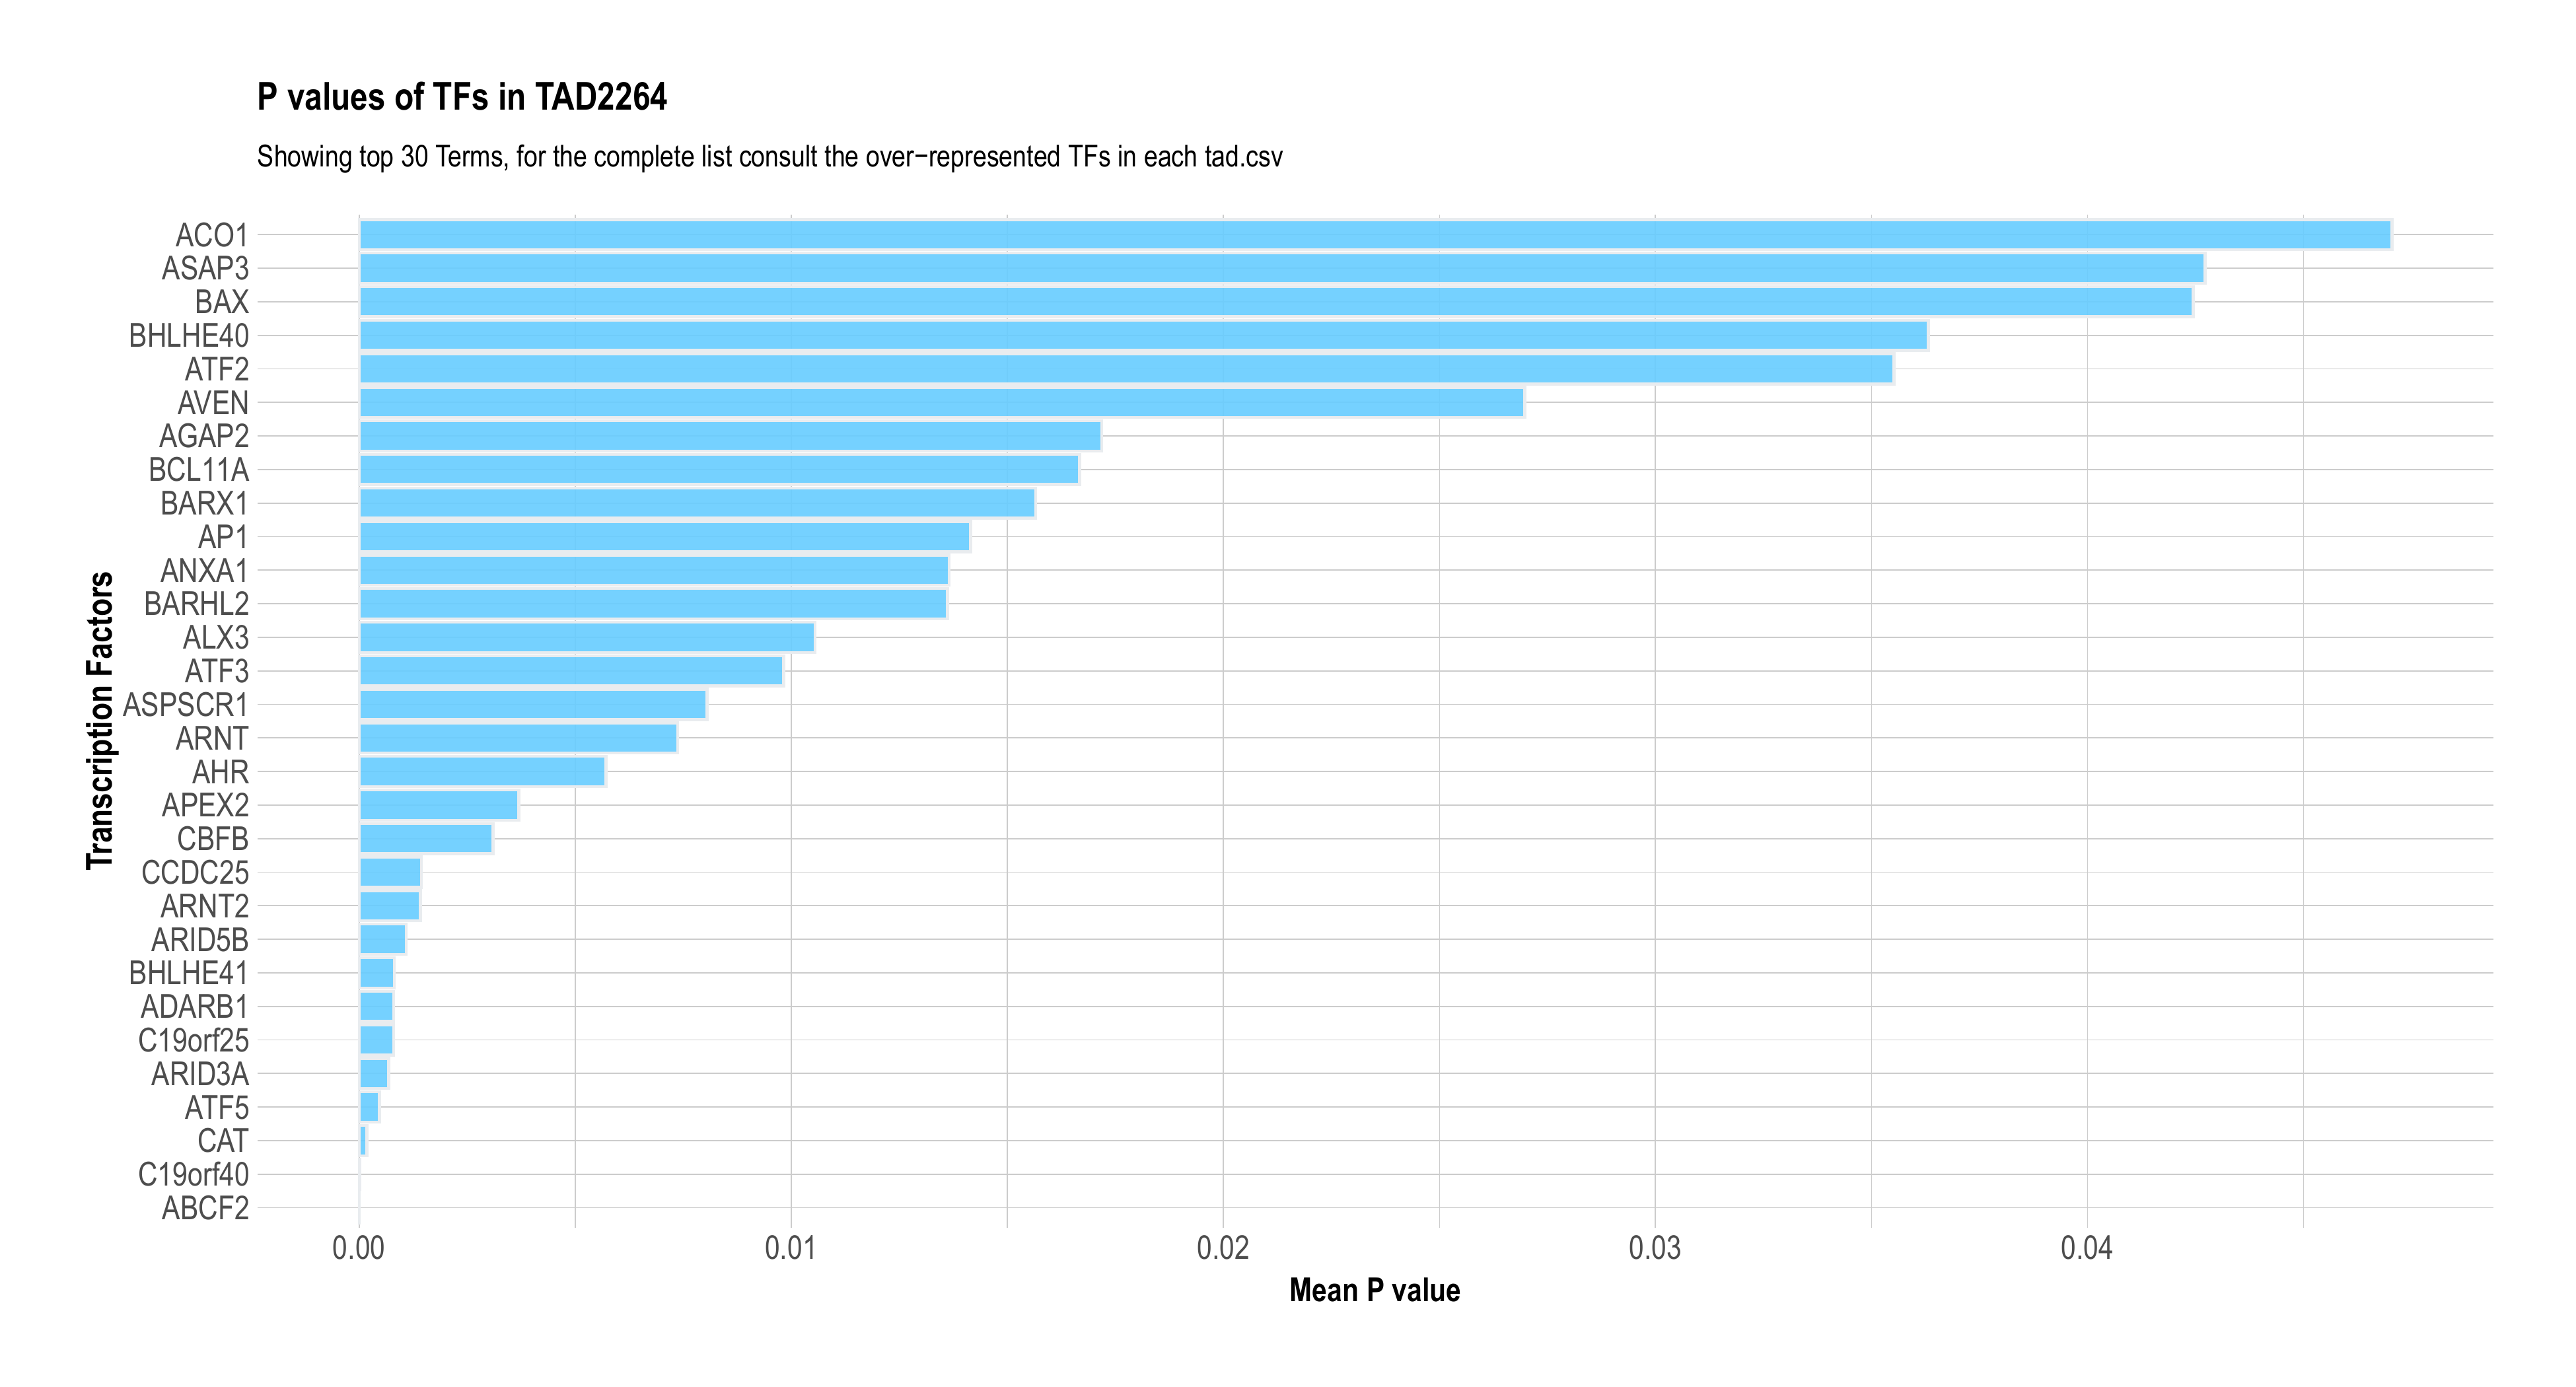 P values of TFs in TAD2264
Showing top 30 Terms, for the complete list consult the over−represented TFs in each tad.csv
Transcription Factors
ACO1
ASAP3
BAX
BHLHE40
ATF2
AVEN
AGAP2
BCL11A
BARX1
AP1
ANXA1
BARHL2
ALX3
ATF3
ASPSCR1
ARNT
AHR
APEX2
CBFB
CCDC25
ARNT2
ARID5B
BHLHE41
ADARB1
C19orf25
ARID3A
ATF5
CAT
C19orf40
ABCF2
0.00 0.01 0.02 0.03 0.04
Mean P value